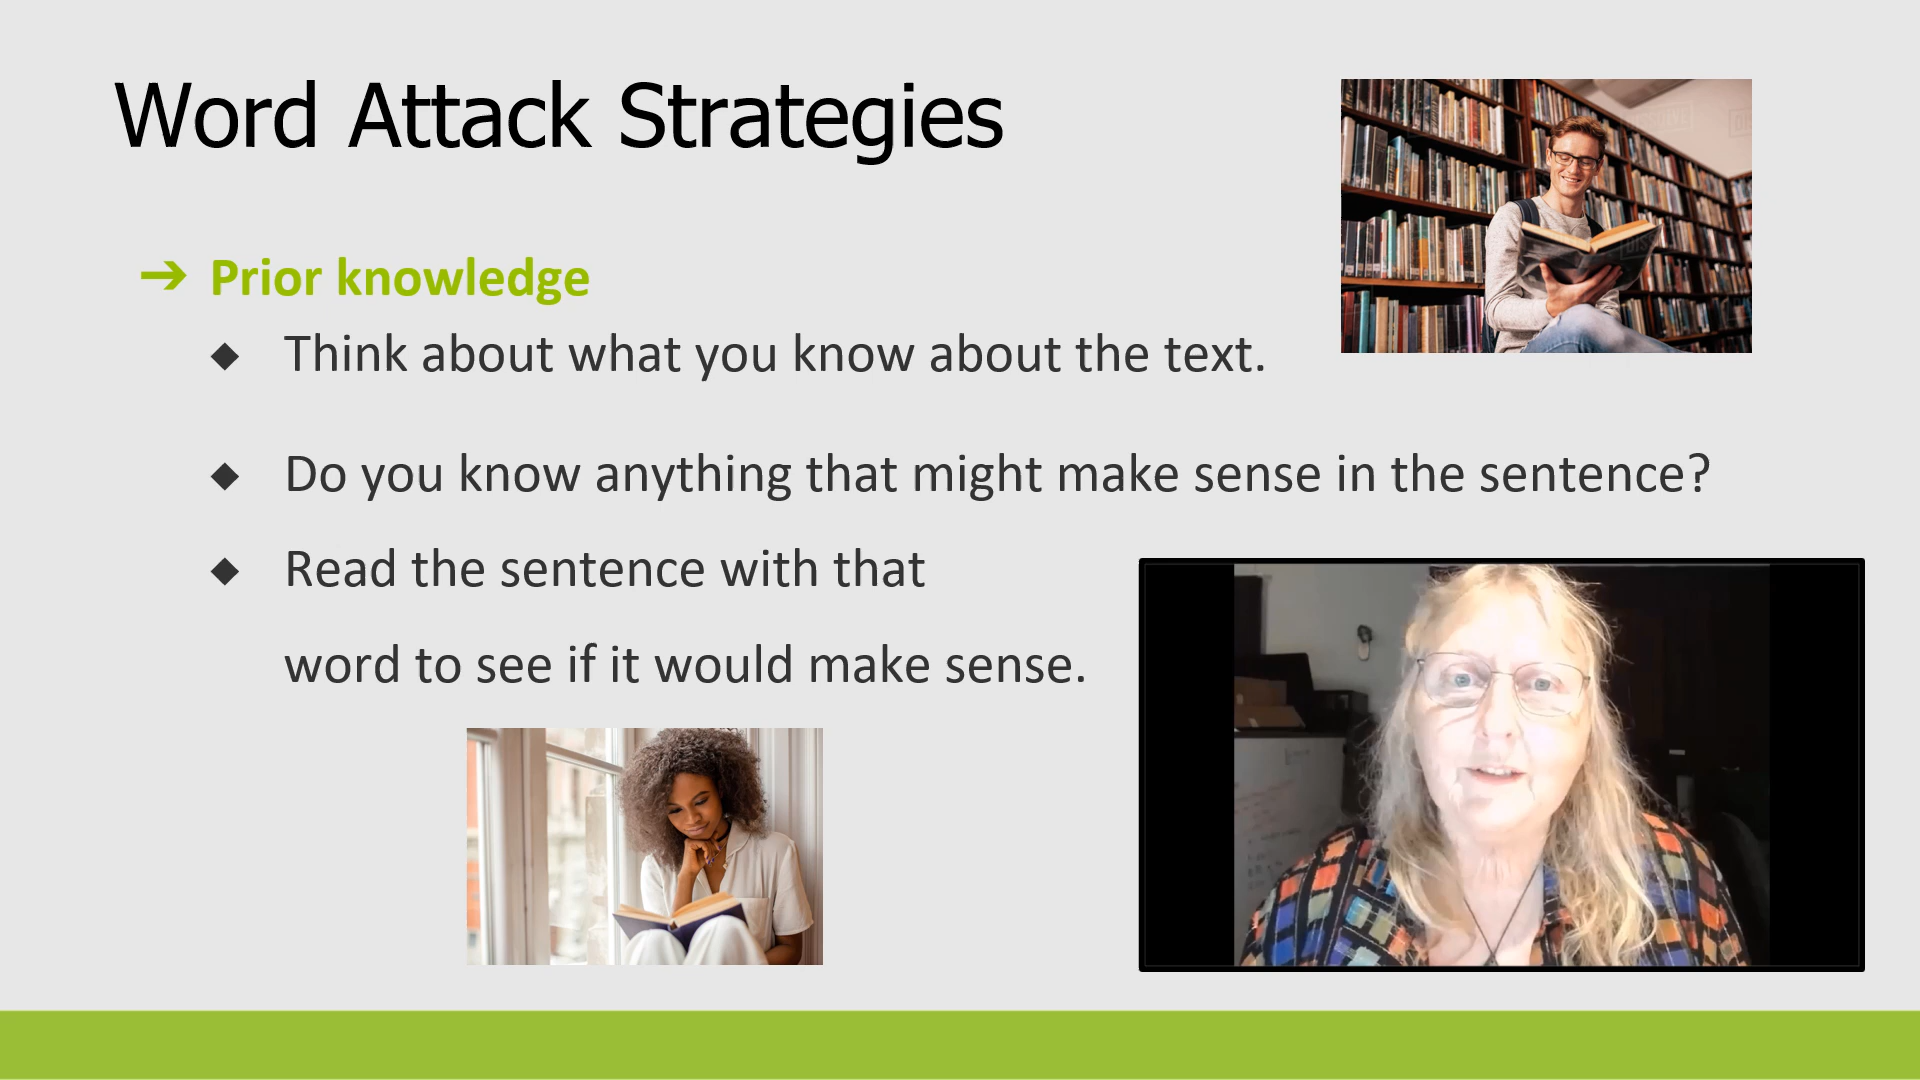 Word Attack Strategies
➔ Prior knowledge
◆ Think about what you know about the text.
◆ Do you know anything that might make sense in the sentence?
◆ Read the sentence with that
word to see if it would make sense.